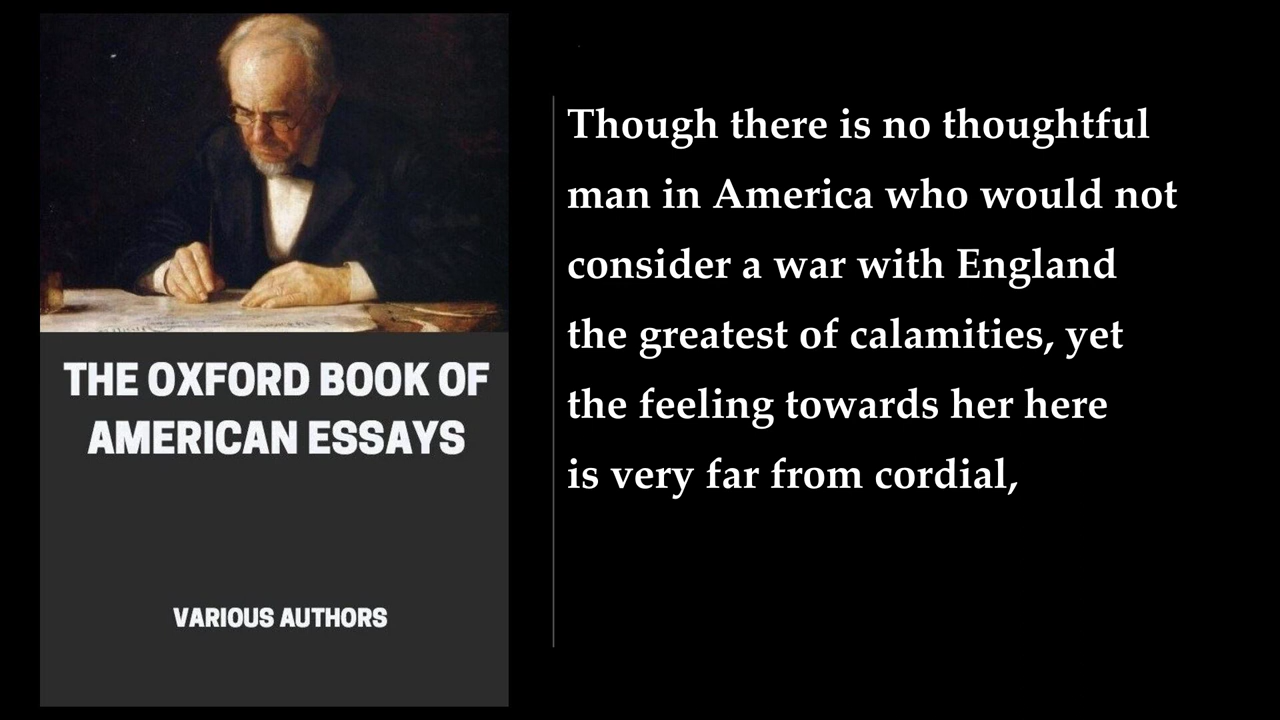 THE OXFORD BOOK OF
AMERICAN ESSAYS
VARIOUS AUTHORS
Though there is no thoughtful
man in America who would not
consider a war with England
the greatest of calamities, yet
the feeling towards her here
is very far from cordial,